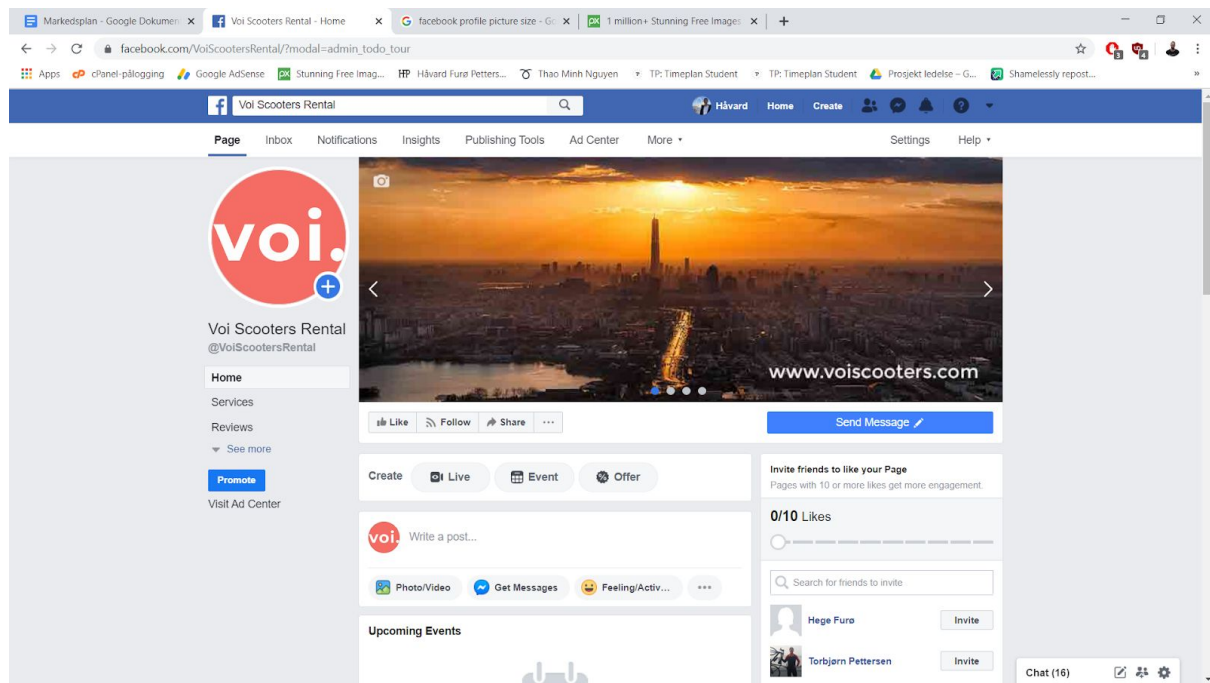 Markedsplan - Google Dokumen
Voi Scooters Rental - Home
facebook profile picture size - Go
1 million+ Stunning Free Images
facebook.com/VoiScootersRental/?modal=admin_todo_tour
Apps
cPanel-pålogging
Google AdSense
Stunning Free Imag...
Håvard Furø Petters...
Thao Minh Nguyen
TP: Timeplan Student
TP: Timeplan Student
Prosjekt ledelse – G...
Shamelessly repost...
Voi Scooters Rental
Håvard
Home
Create
Page
Inbox
Notifications
Insights
Publishing Tools
Ad Center
More
Settings
Help
voi.
www.voiscooters.com
Voi Scooters Rental
@VoiScootersRental
Home
Services
Reviews
See more
Promote
Visit Ad Center
Like
Follow
Share
Send Message
Create
Live
Event
Offer
voi.
Write a post...
Photo/Video
Get Messages
Feeling/Activ...
Upcoming Events
Invite friends to like your Page
Pages with 10 or more likes get more engagement.
0/10 Likes
Search for friends to invite
Hege Furø
Invite
Torbjørn Pettersen
Invite
Chat (16)